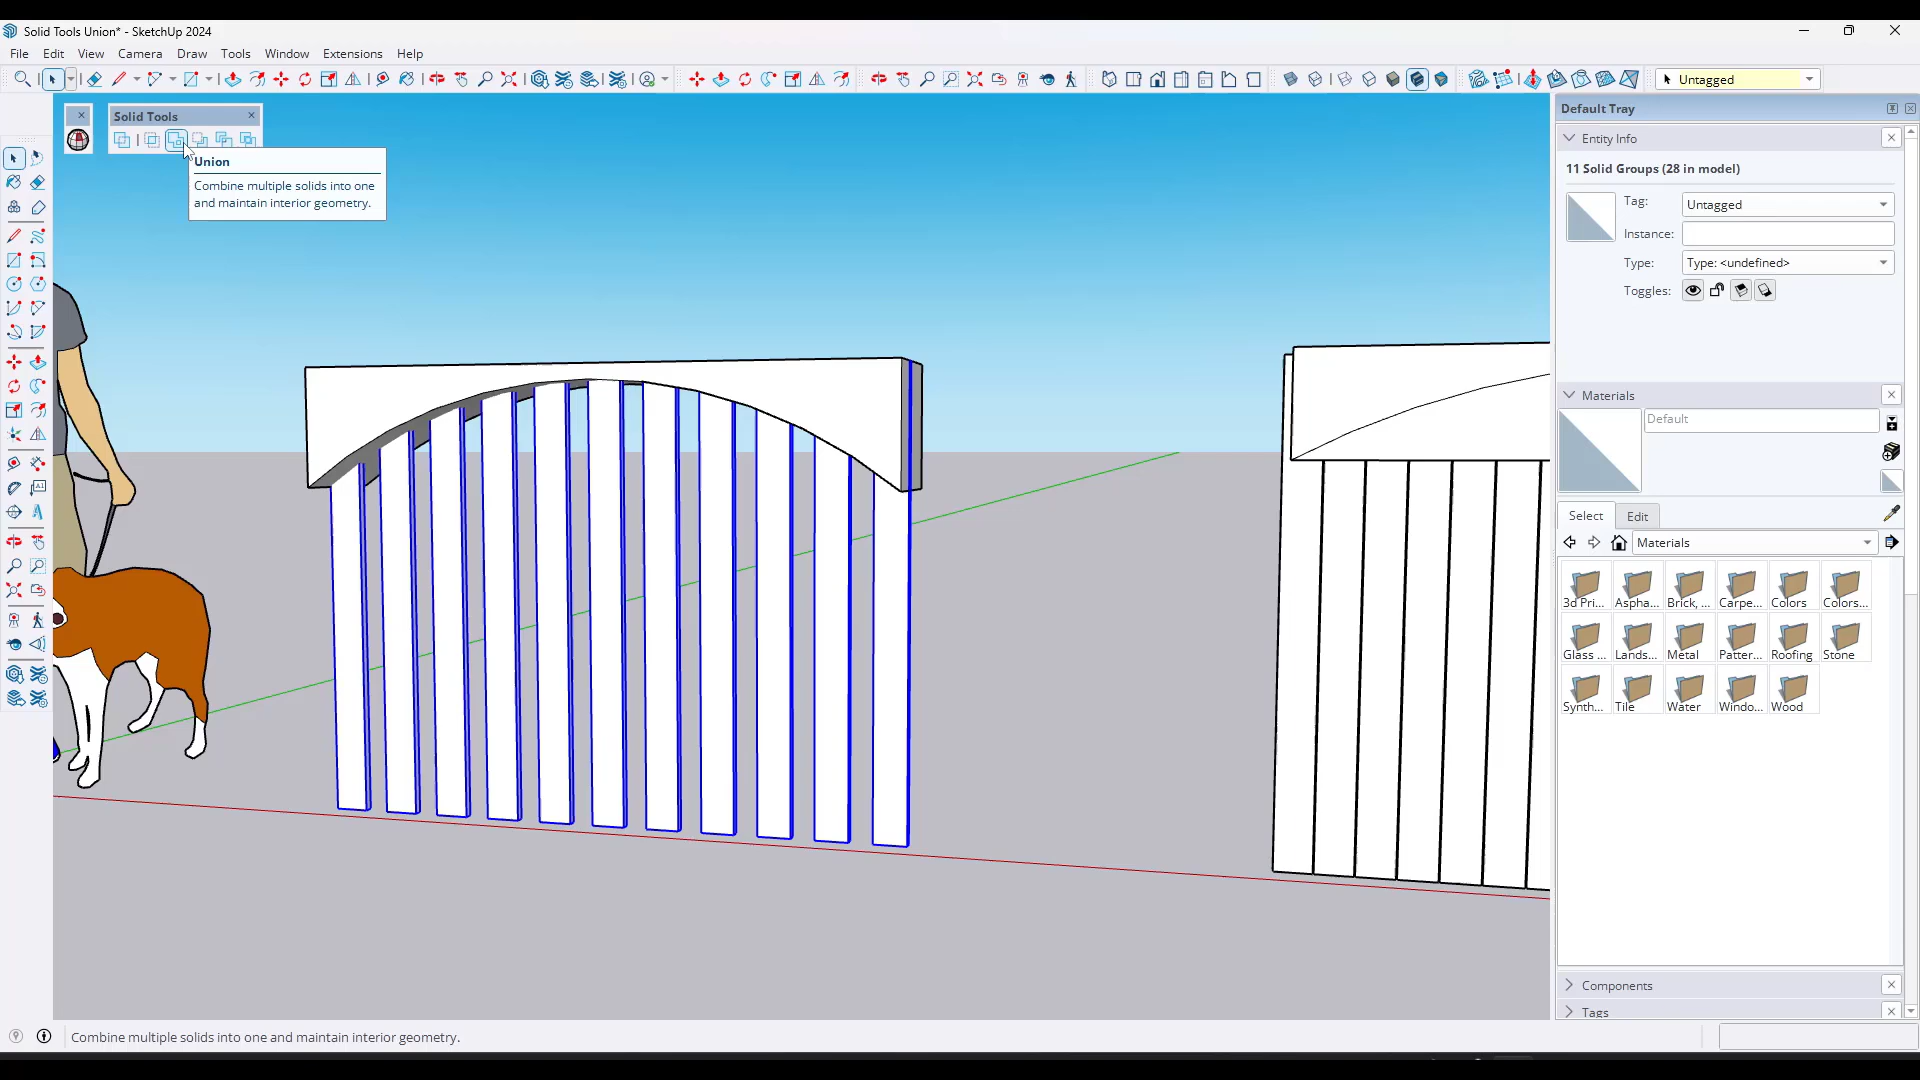 Solid Tools Union* - SketchUp 2024
File Edit View Camera Draw Tools Window Extensions Help
Untagged
Solid Tools
Union
Combine multiple solids into one
and maintain interior geometry.
Default Tray
Entity Info
11 Solid Groups (28 in model)
Tag: Untagged
Instance:
Type: Type: <undefined>
Toggles:
Materials
Default
Select Edit
Materials
3d Pri... Aspha... Brick, ... Carpe... Colors Colors...
Glass ... Lands... Metal Patter... Roofing Stone
Synth... Tile Water Windo... Wood
Components
Tags
Combine multiple solids into one and maintain interior geometry.